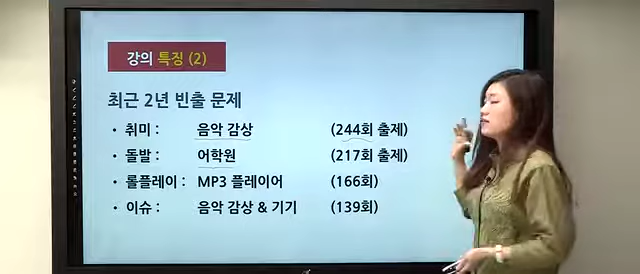 강의 특징 (2)
최근 2년 빈출 문제
• 취미 : 음악 감상 (244회 출제)
• 돌발 : 어학원 (217회 출제)
• 롤플레이 : MP3 플레이어 (166회)
• 이슈 : 음악 감상 & 기기 (139회)